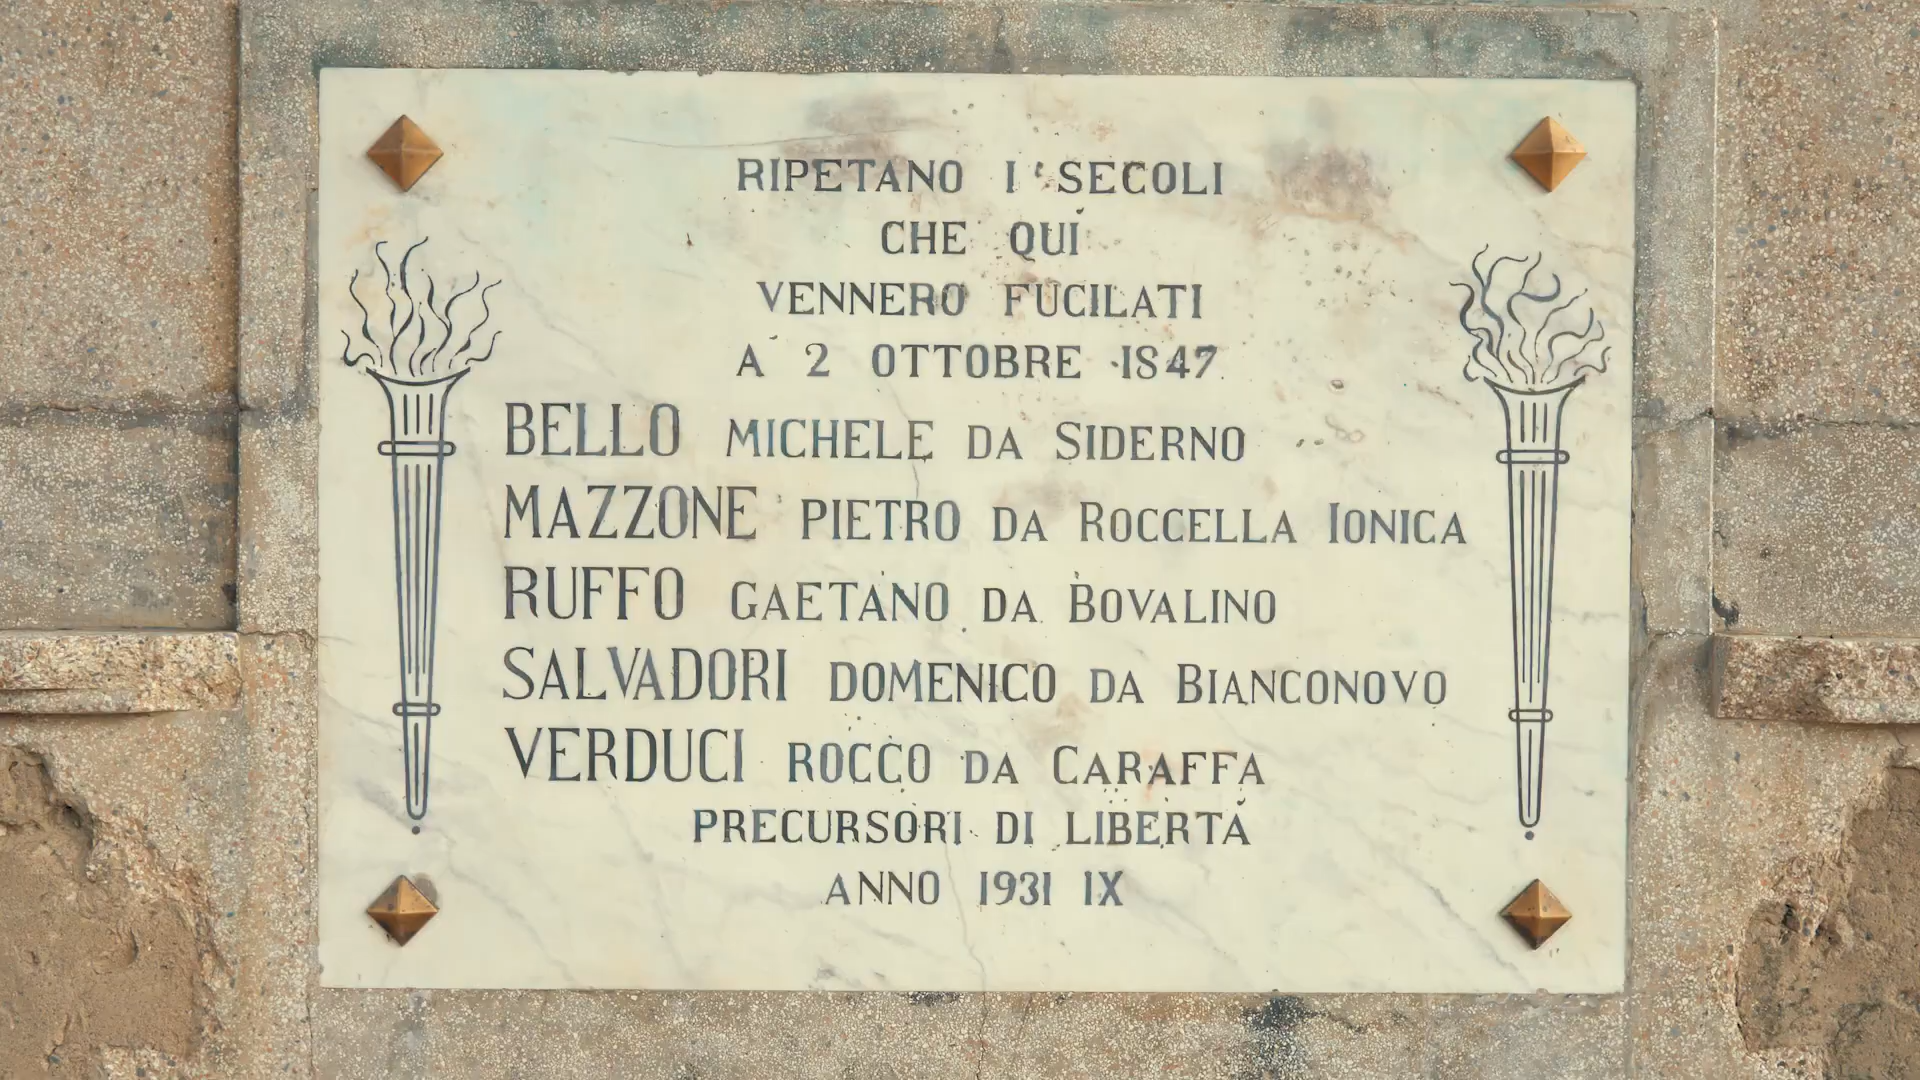 RIPETANO I SECOLI
CHE QUI
VENNERO FUCILATI
A 2 OTTOBRE 1847
BELLO MICHELE DA SIDERNO
MAZZONE PIETRO DA ROCCELLA IONICA
RUFFO GAETANO DA BOVALINO
SALVADORI DOMENICO DA BIANCONOVO
VERDUCI ROCCO DA CARAFFA
PRECURSORI DI LIBERTÁ
ANNO 1931 IX